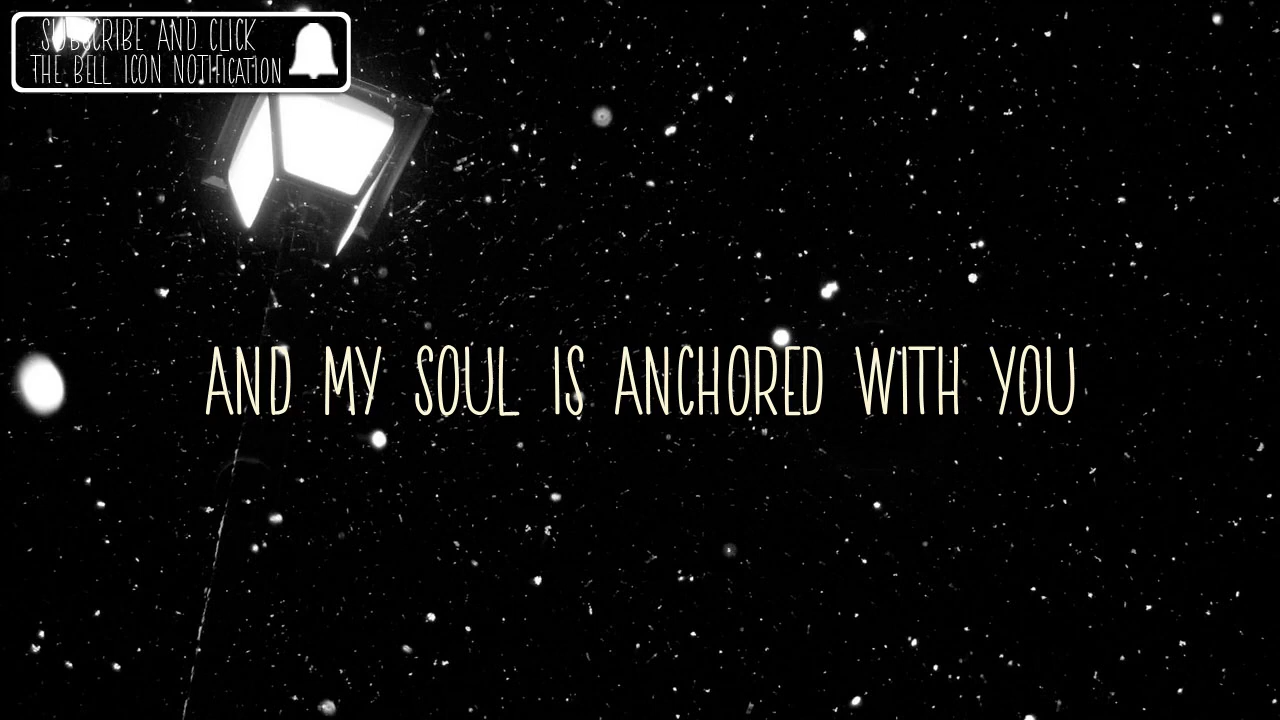 SUBSCRIBE AND CLICK
THE BELL ICON NOTIFICATION
AND MY SOUL IS ANCHORED WITH YOU